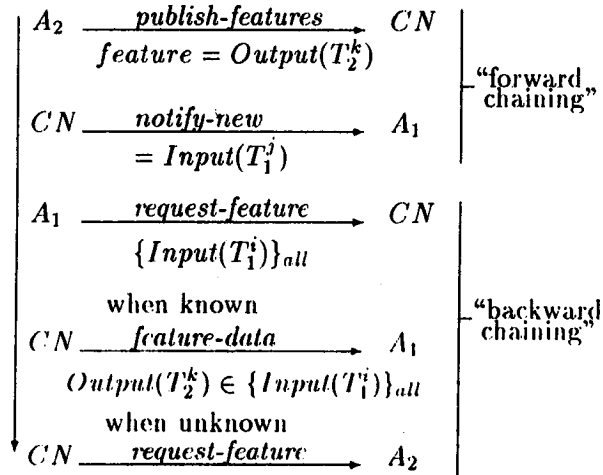 A₂ publish-features CN
feature = Output(T₂ᵏ)
"forward
chaining"
CN notify-new A₁
= Input(T₁ʲ)
A₁ request-feature CN
{Input(T₁ⁱ)}ₐₗₗ
when known
CN feature-data A₁
Output(T₂ᵏ) ∈ {Input(T₁ⁱ)}ₐₗₗ
"backward
chaining"
when unknown
CN request-feature A₂